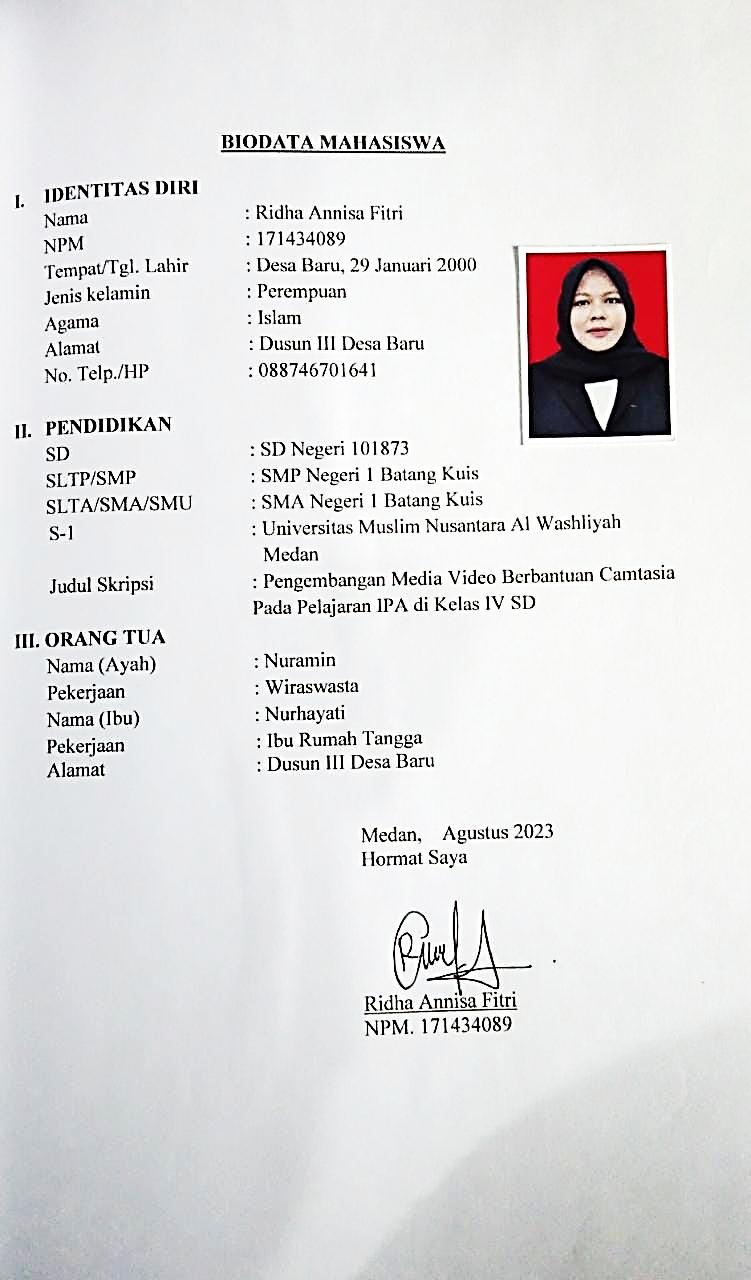 BIODATA MAHASISWA
I. IDENTITAS DIRI
Nama : Ridha Annisa Fitri
NPM : 171434089
Tempat/Tgl. Lahir : Desa Baru, 29 Januari 2000
Jenis kelamin : Perempuan
Agama : Islam
Alamat : Dusun III Desa Baru
No. Telp./HP : 088746701641
II. PENDIDIKAN
SD : SD Negeri 101873
SLTP/SMP : SMP Negeri 1 Batang Kuis
SLTA/SMA/SMU : SMA Negeri 1 Batang Kuis
S-1 : Universitas Muslim Nusantara Al Washliyah
Medan
Judul Skripsi : Pengembangan Media Video Berbantuan Camtasia
Pada Pelajaran IPA di Kelas IV SD
III. ORANG TUA
Nama (Ayah) : Nuramin
Pekerjaan : Wiraswasta
Nama (Ibu) : Nurhayati
Pekerjaan : Ibu Rumah Tangga
Alamat : Dusun III Desa Baru
Medan, Agustus 2023
Hormat Saya
Ridha Annisa Fitri
NPM. 171434089